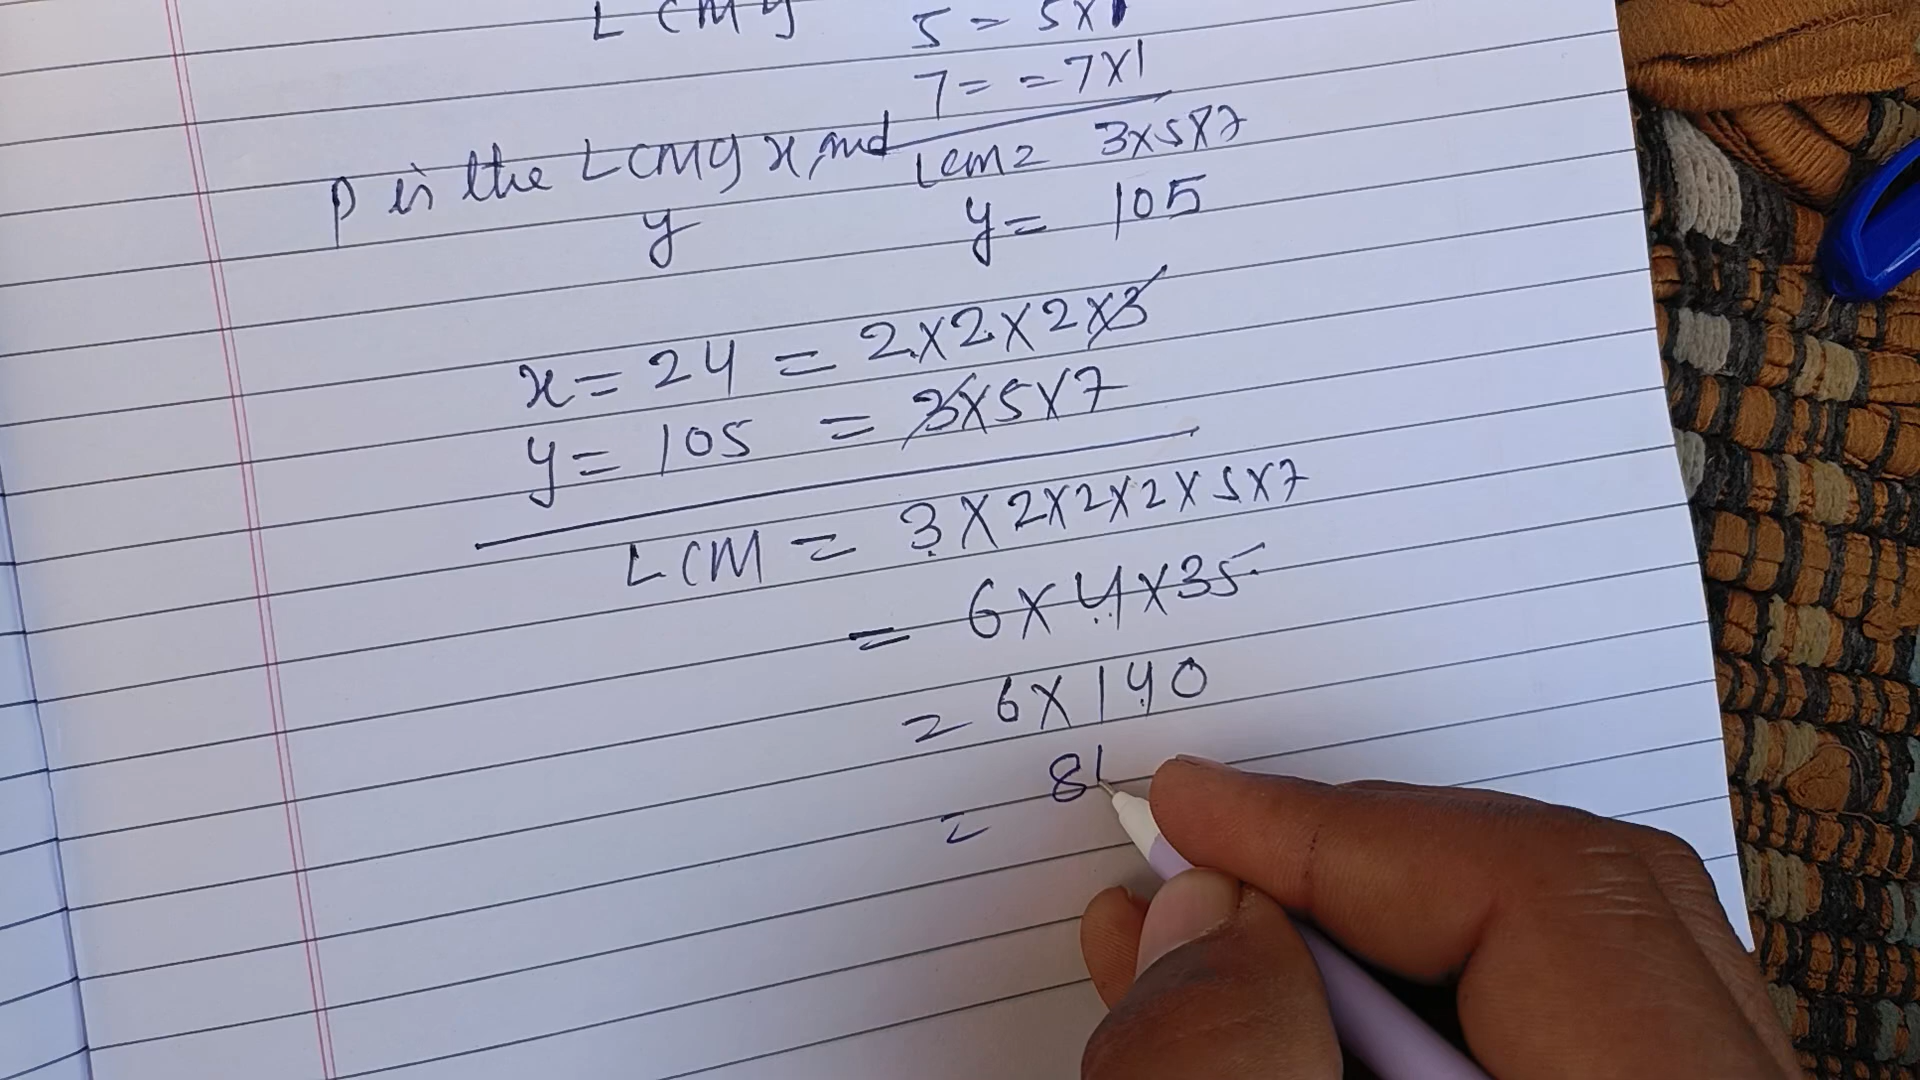 LCM of 5 = 5x1
7= = 7x1
P is the LCM of x, and y
LCM = 3x5x7
y = 105
x = 24 = 2x2x2x3
y = 105 = 3x5x7
LCM = 3x2x2x2x5x7
= 6x4x35
= 6x140
= 8